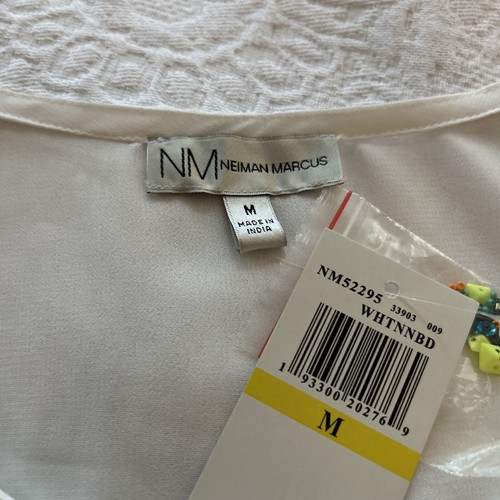 NM NEIMAN MARCUS
M
MADE IN
INDIA
NM52295 33903 009
WHTNNBD
1 93300 20276 9
M